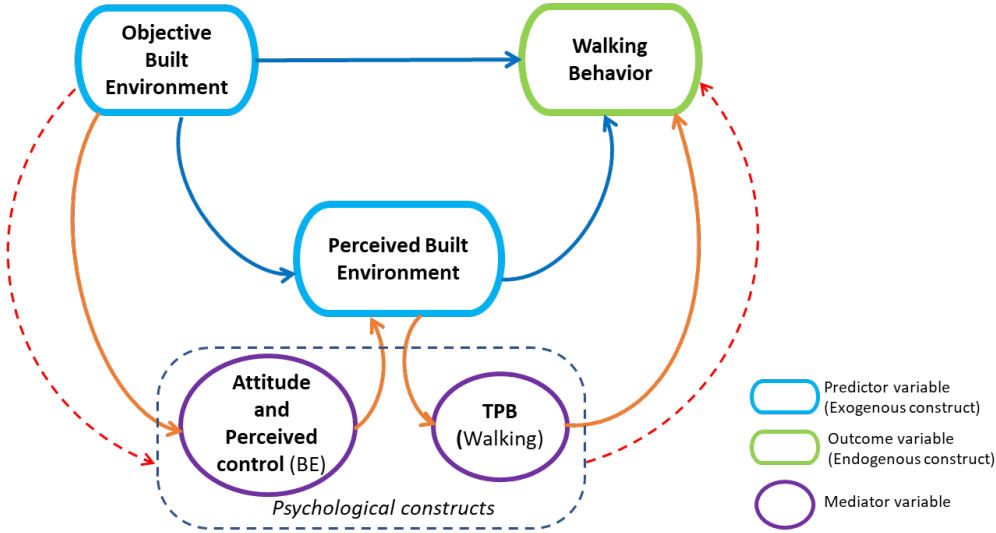 Objective
Built
Environment
Walking
Behavior
Perceived Built
Environment
Attitude
and
Perceived
control (BE)
TPB
(Walking)
Psychological constructs
Predictor variable
(Exogenous construct)
Outcome variable
(Endogenous construct)
Mediator variable